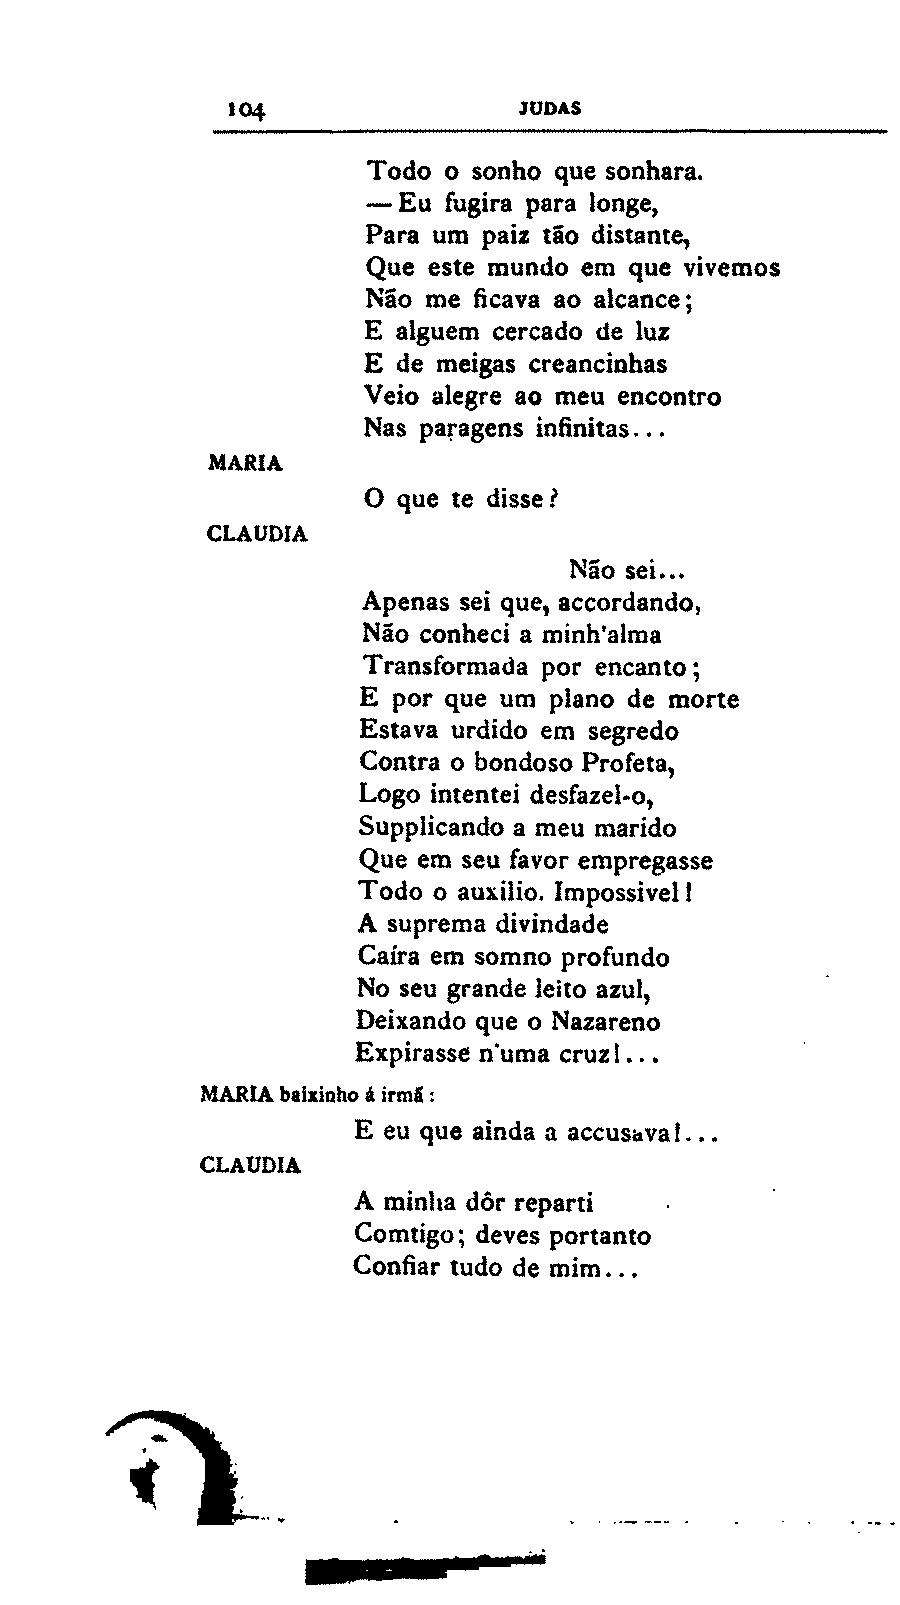 104 JUDAS
Todo o sonho que sonhara.
— Eu fugira para longe,
Para um paiz tão distante,
Que este mundo em que vivemos
Não me ficava ao alcance;
E alguem cercado de luz
E de meigas creancinhas
Veio alegre ao meu encontro
Nas paragens infinitas...
MARIA
O que te disse?
CLAUDIA
Não sei...
Apenas sei que, accordando,
Não conheci a minh'alma
Transformada por encanto;
E por que um plano de morte
Estava urdido em segredo
Contra o bondoso Profeta,
Logo intentei desfazel-o,
Supplicando a meu marido
Que em seu favor empregasse
Todo o auxilio. Impossivel!
A suprema divindade
Caíra em somno profundo
No seu grande leito azul,
Deixando que o Nazareno
Expirasse n'uma cruz!...
MARIA baixinho á irmã:
E eu que ainda a accusava!...
CLAUDIA
A minha dôr reparti
Comtigo; deves portanto
Confiar tudo de mim...